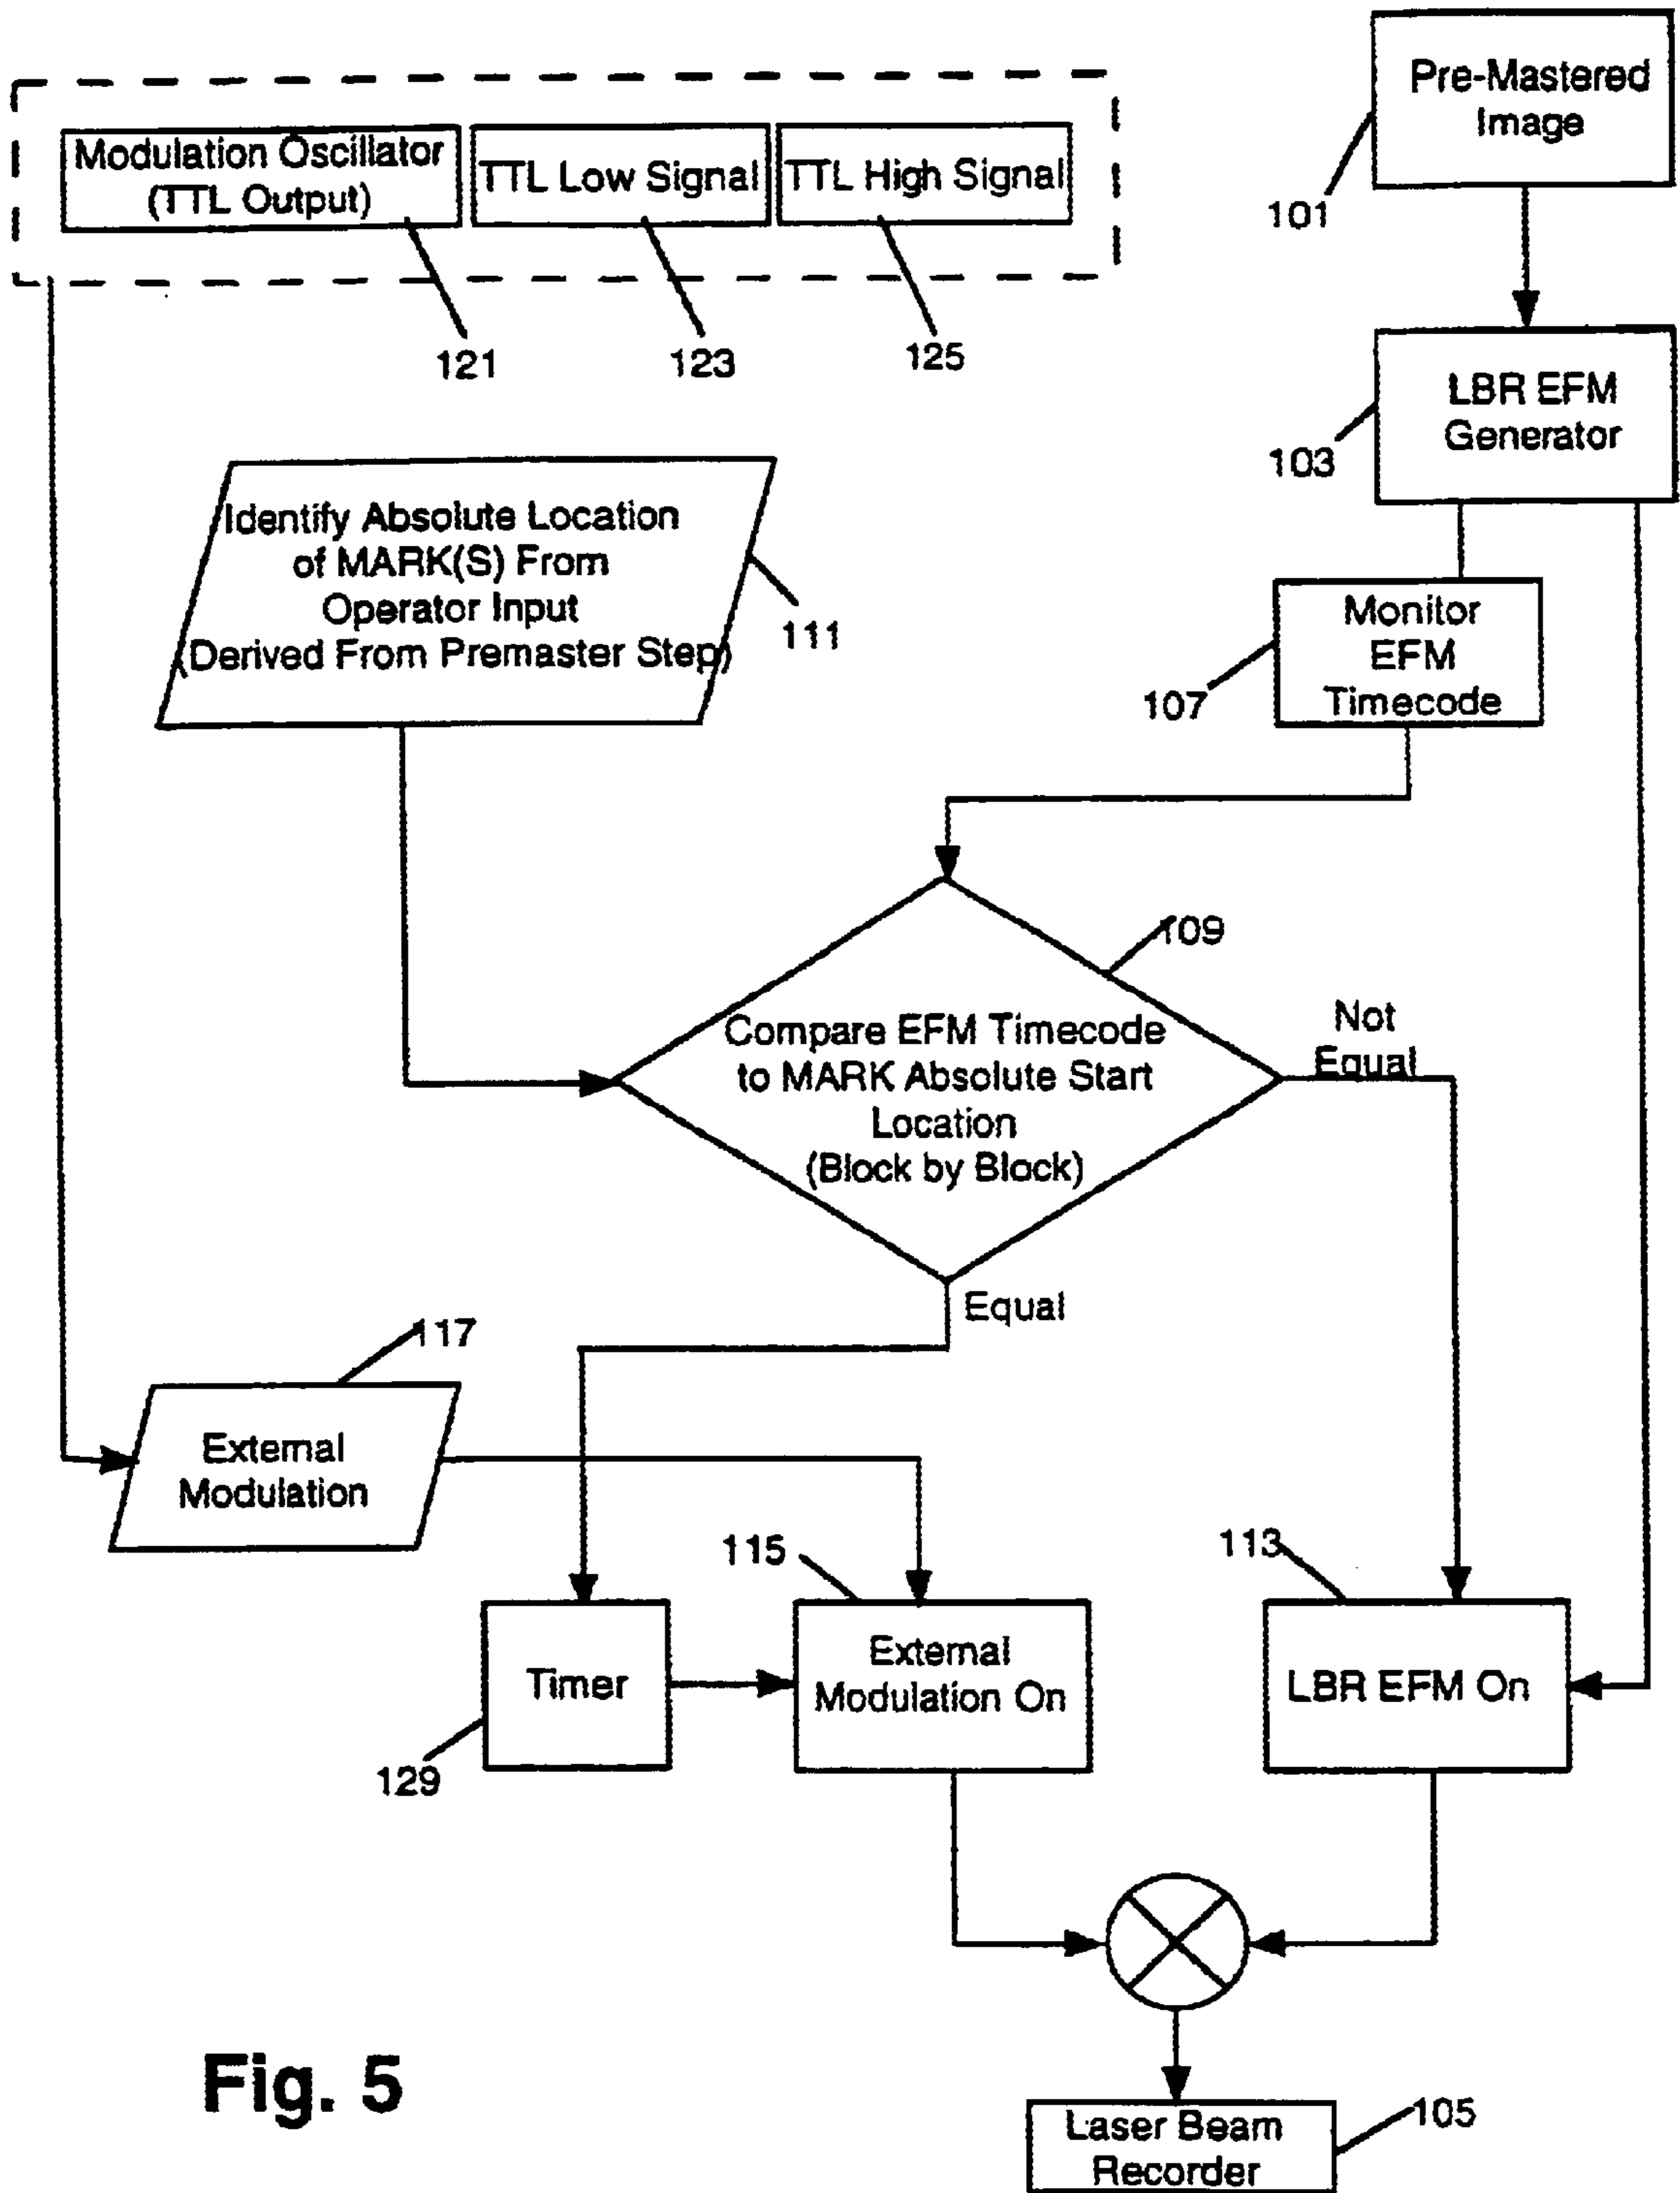 Pre-Mastered
Image
101
Modulation Oscillator
(TTL Output)
TTL Low Signal
TTL High Signal
121
123
125
LBR EFM
Generator
103
Identify Absolute Location
of MARK(S) From
Operator Input
(Derived From Premaster Step)
111
Monitor
EFM
Timecode
107
109
Compare EFM Timecode
to MARK Absolute Start
Location
(Block by Block)
Not
Equal
Equal
117
External
Modulation
115
113
Timer
External
Modulation On
LBR EFM On
129
Laser Beam
Recorder
105
Fig. 5